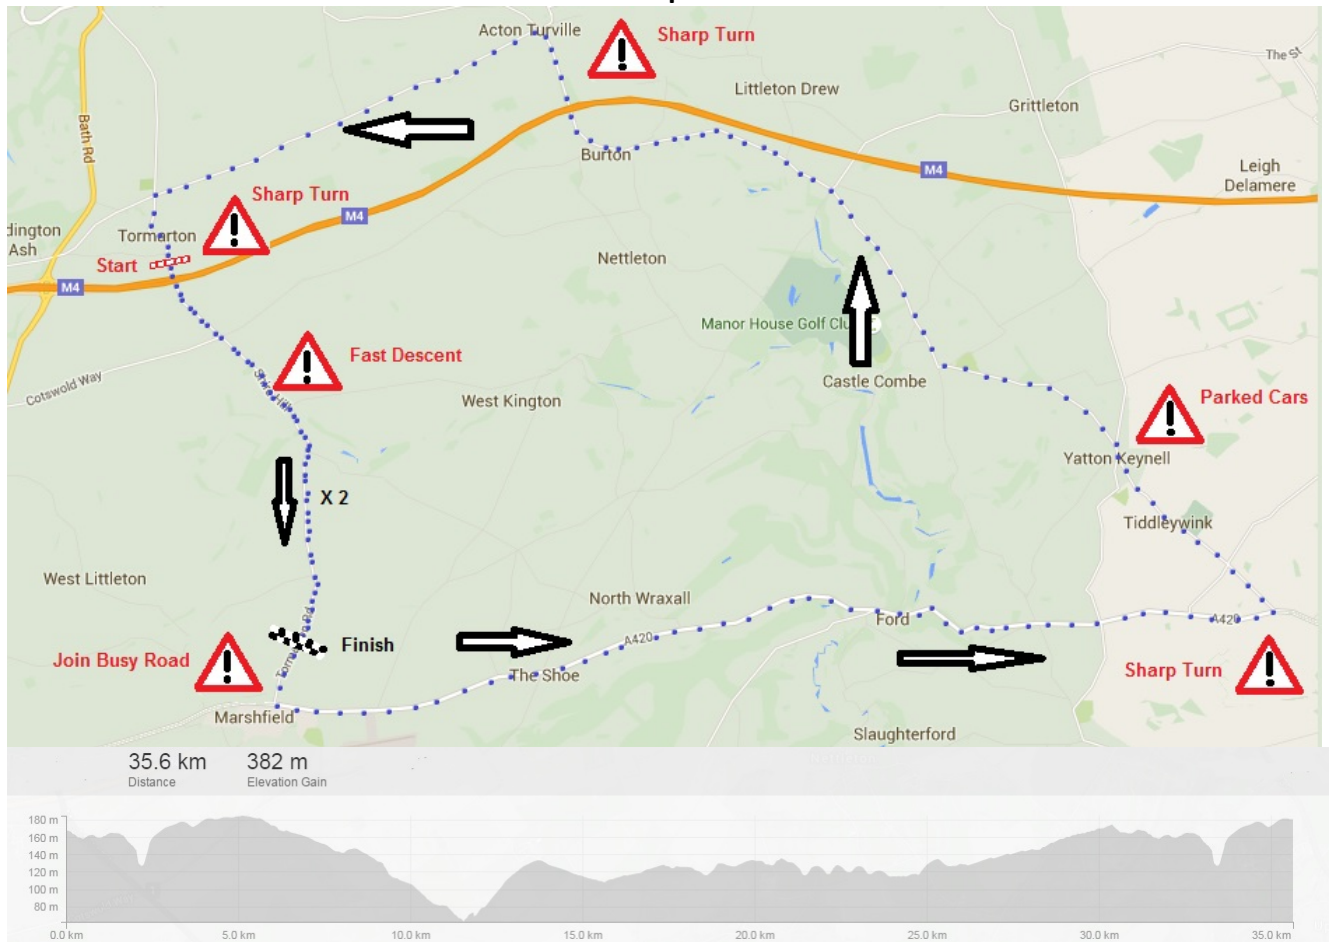 Acton Turville
Sharp Turn
The St
Littleton Drew
Grittleton
Bath Rd
Burton
M4
Leigh
Delamere
Sharp Turn
M4
dington
Ash
Tormarton
Start
Nettleton
M4
Manor House Golf Clu
Fast Descent
Cotswold Way
Castle Combe
West Kington
Parked Cars
Yatton Keynell
X 2
Tiddleywink
West Littleton
North Wraxall
Ford
A420
A420
Finish
Join Busy Road
The Shoe
Sharp Turn
Marshfield
Slaughterford
35.6 km
382 m
Distance
Elevation Gain
180 m
160 m
140 m
120 m
100 m
80 m
0.0 km
5.0 km
10.0 km
15.0 km
20.0 km
25.0 km
30.0 km
35.0 km